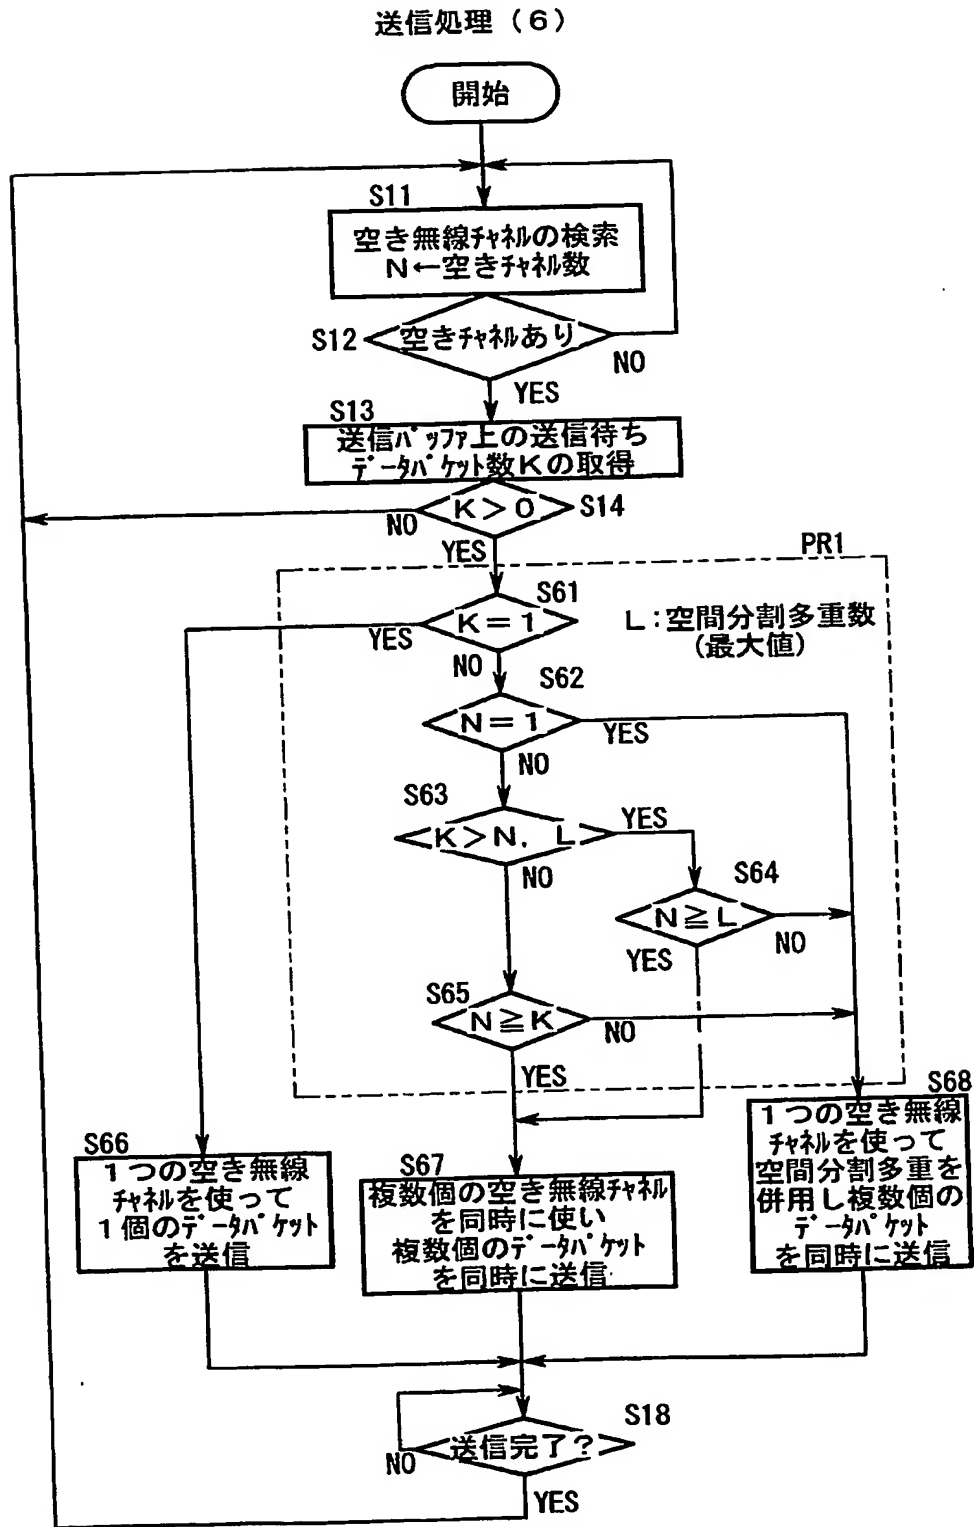 送信処理（6）
開始
S11
空き無線ﾁｬﾈﾙの検索
N←空きﾁｬﾈﾙ数
S12
空きﾁｬﾈﾙあり
NO
YES
S13
送信ﾊﾞｯﾌｧ上の送信待ち
ﾃﾞｰﾀﾊﾟｹｯﾄ数Kの取得
K＞0
S14
NO
YES
PR1
S61
K＝1
YES
NO
L：空間分割多重数
(最大値)
S62
N＝1
YES
NO
S63
K＞N, L
YES
NO
S64
N≧L
NO
YES
S65
N≧K
NO
YES
S66
1つの空き無線
ﾁｬﾈﾙを使って
1個のﾃﾞｰﾀﾊﾟｹｯﾄ
を送信
S67
複数個の空き無線ﾁｬﾈﾙ
を同時に使い
複数個のﾃﾞｰﾀﾊﾟｹｯﾄ
を同時に送信
S68
1つの空き無線
ﾁｬﾈﾙを使って
空間分割多重を
併用し複数個の
ﾃﾞｰﾀﾊﾟｹｯﾄ
を同時に送信
S18
送信完了？
NO
YES